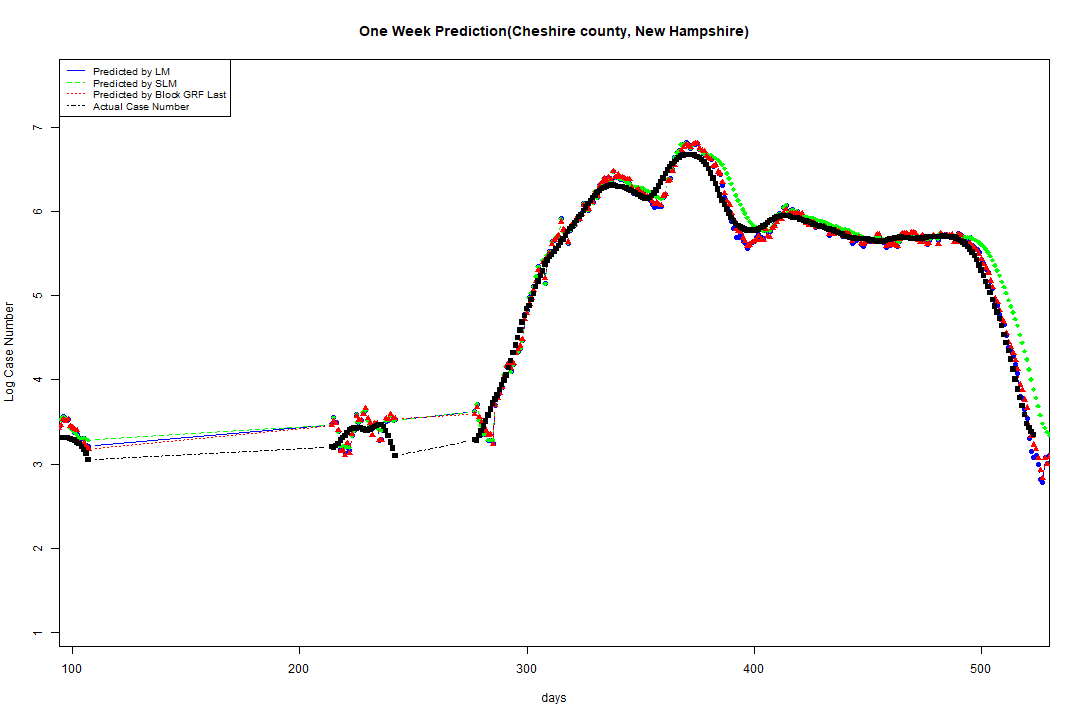 One Week Prediction(Cheshire county, New Hampshire)
Predicted by LM
Predicted by SLM
Predicted by Block GRF Last
Actual Case Number
7
6
5
4
3
2
1
Log Case Number
100 200 300 400 500
days